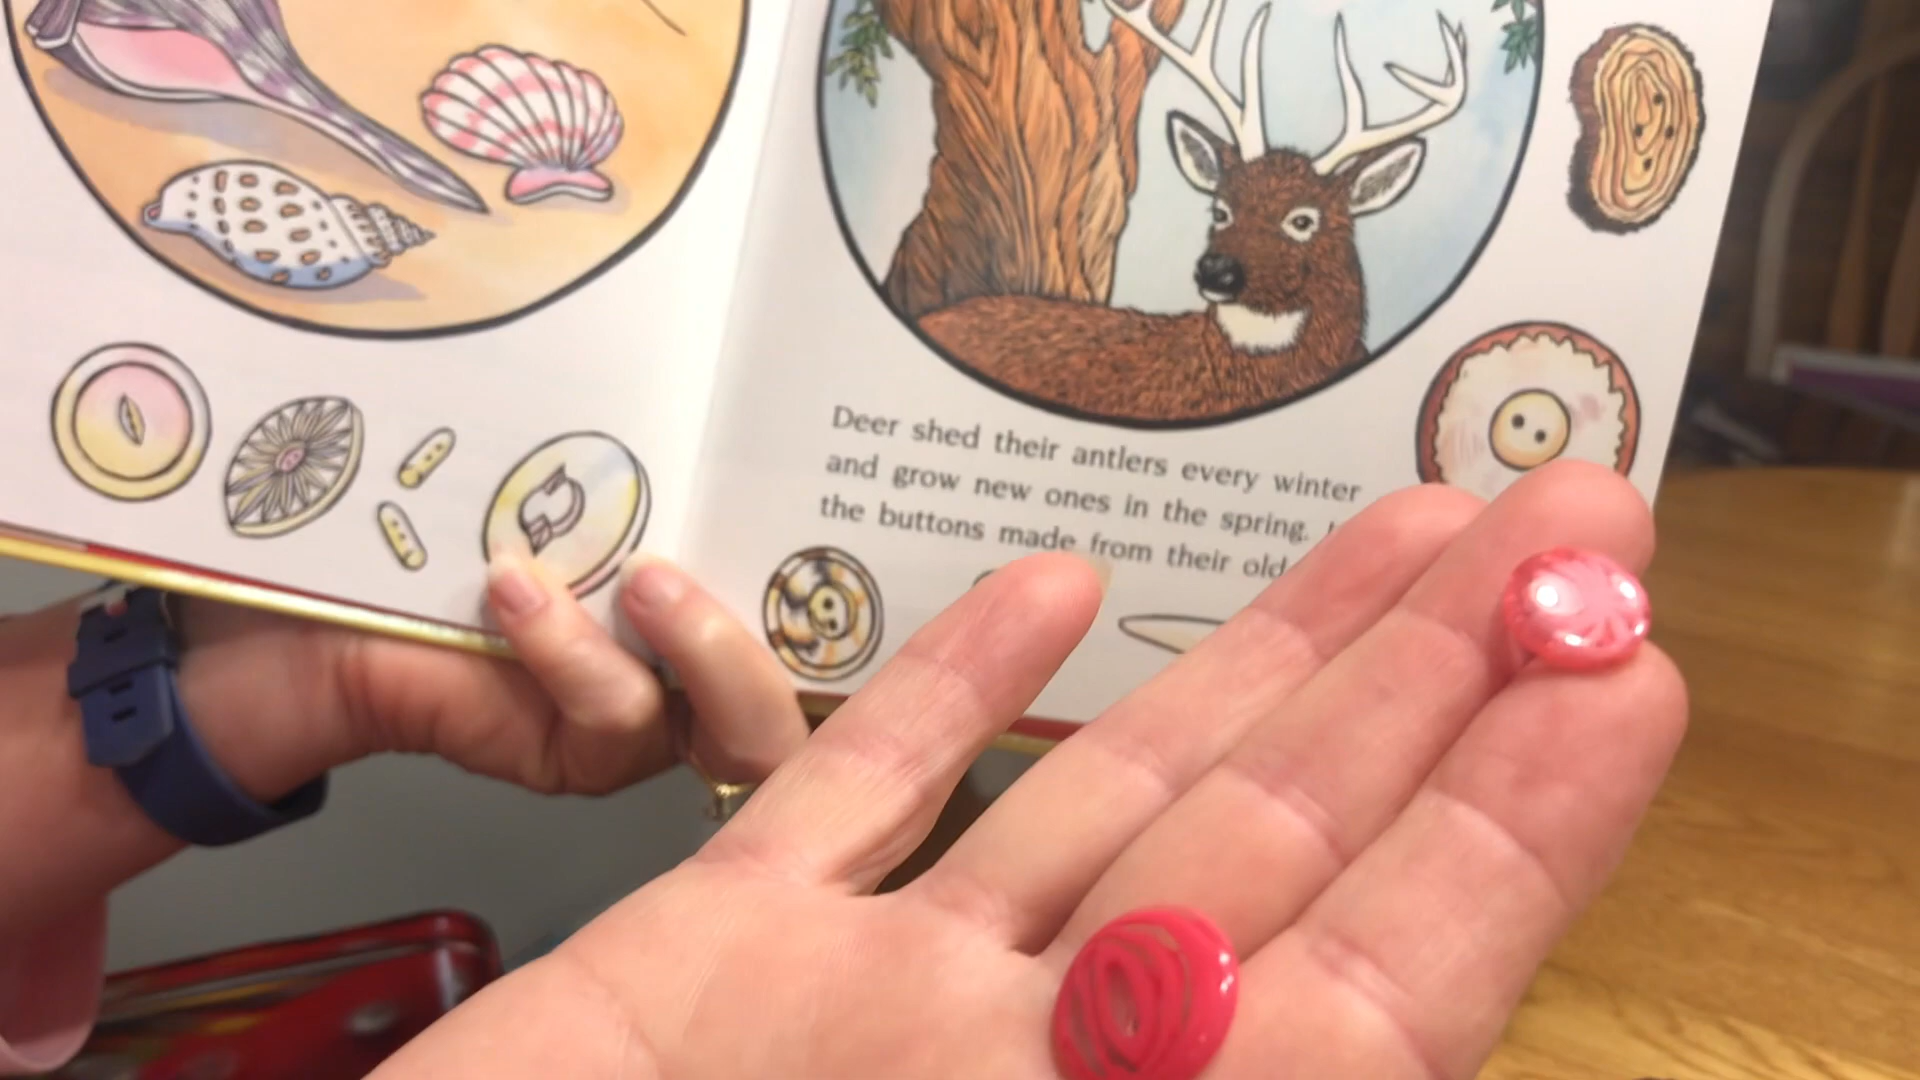 Deer shed their antlers every winter
and grow new ones in the spring.
the buttons made from their old